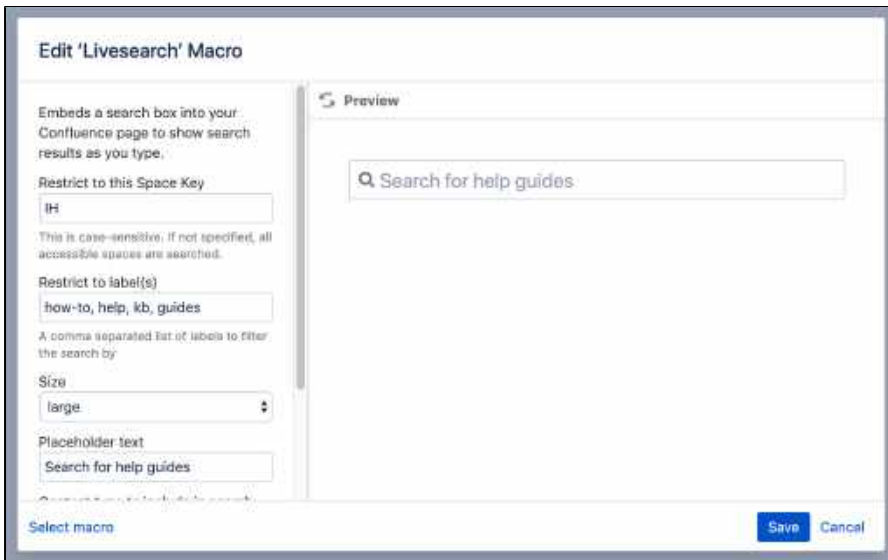 Edit 'Livesearch' Macro
Embeds a search box into your
Confluence page to show search
results as you type.
Restrict to this Space Key
IH
This is case-sensitive. If not specified, all
accessible spaces are searched.
Restrict to label(s)
how-to, help, kb, guides
A comma separated list of labels to filter
the search by
Size
large
Placeholder text
Search for help guides
Preview
Search for help guides
Select macro
Save
Cancel